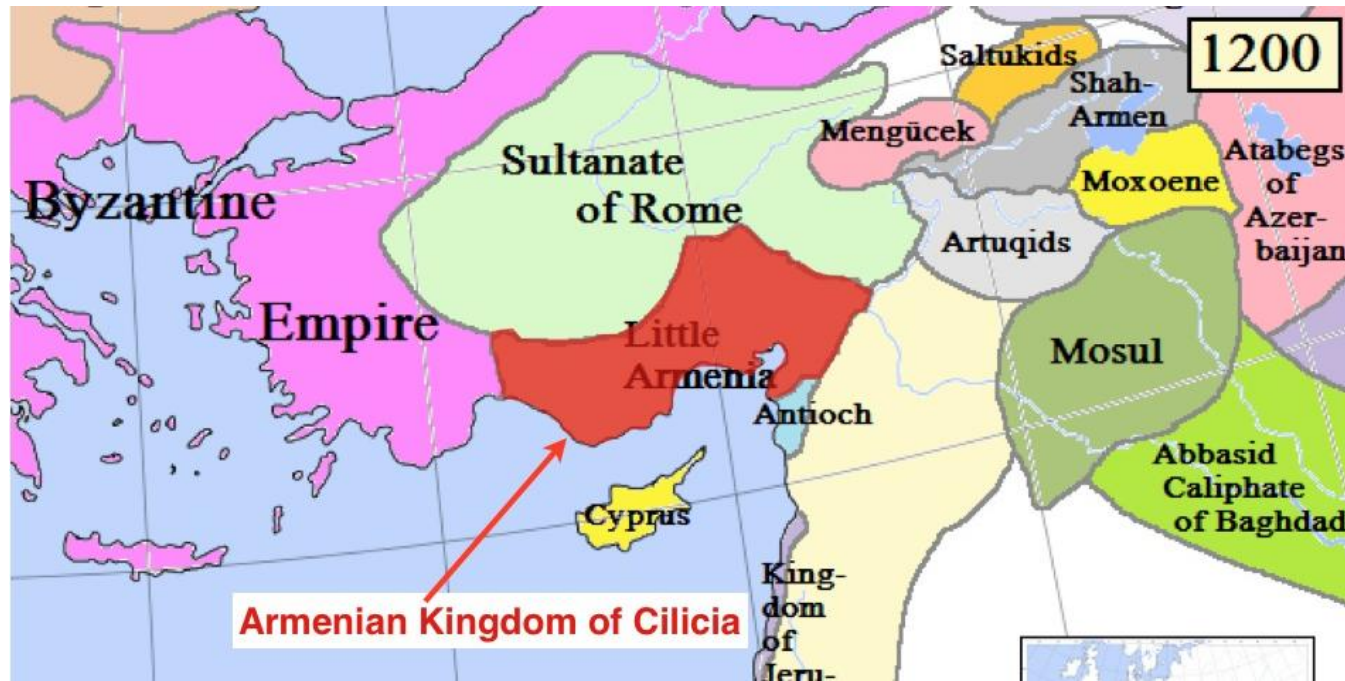 1200
Saltukids
Shah-
Armen
Mengücek
Atabegs
of
Azer-
baijan
Moxoene
Sultanate
of Rome
Byzantine
Artuqids
Empire
Little
Armenia
Mosul
Antioch
Abbasid
Caliphate
of Baghdad
Cyprus
King-
dom
of
Jeru-
Armenian Kingdom of Cilicia